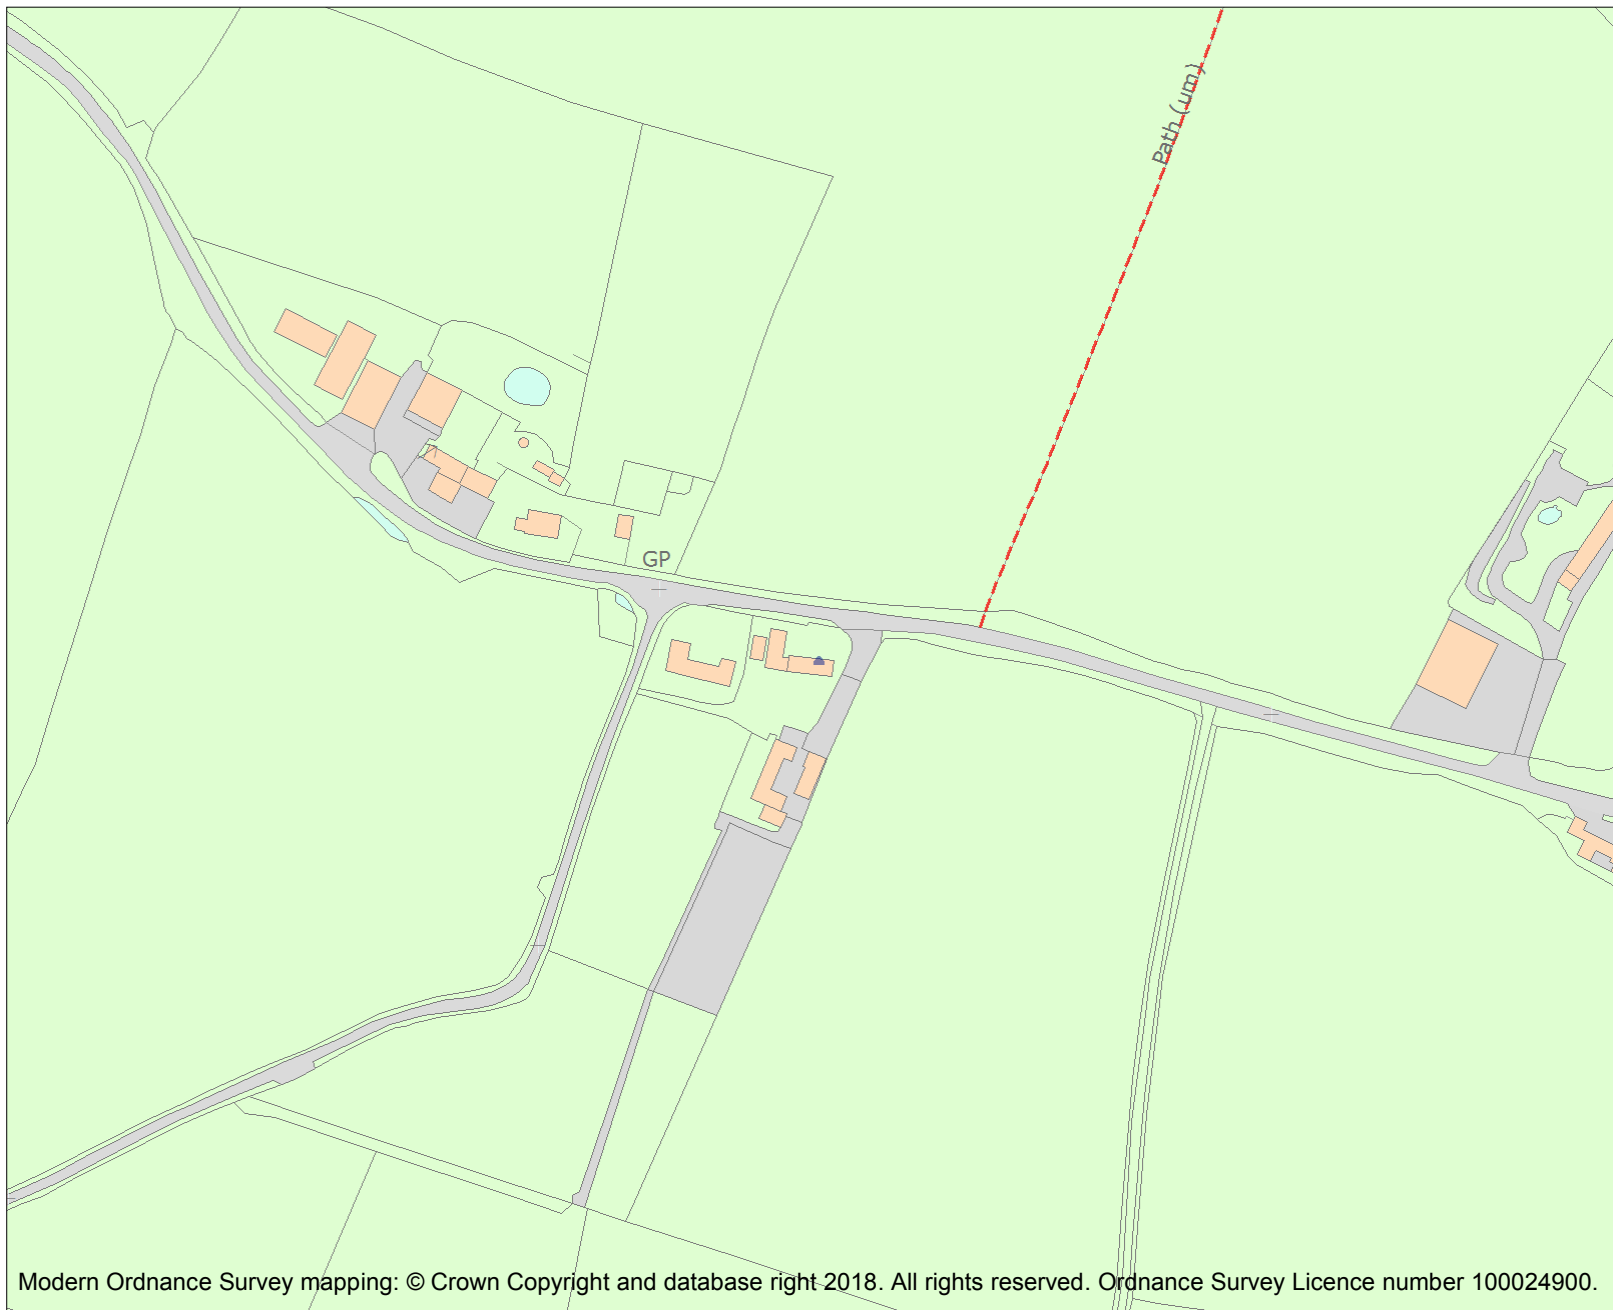 Path (um)
GP
Modern Ordnance Survey mapping: © Crown Copyright and database right 2018. All rights reserved. Ordnance Survey Licence number 100024900.